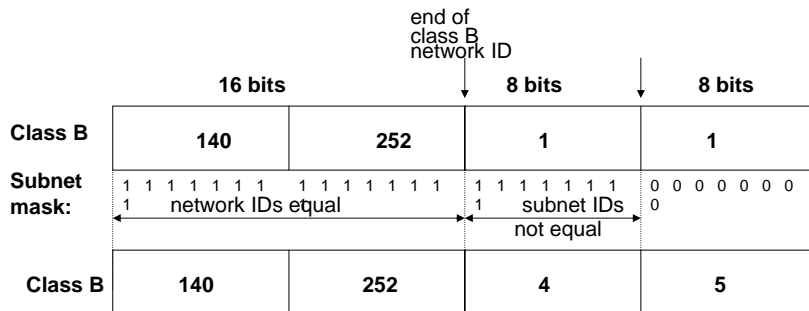 end of
class B
network ID
16 bits 8 bits 8 bits
Class B 140 252 1 1
Subnet 1 1 1 1 1 1 1 1 1 1 1 1 1 1 1 1 1 1 1 1 1 0 0 0 0 0 0 0
mask: 1 network IDs equal 1 1 subnet IDs 0
not equal
Class B 140 252 4 5